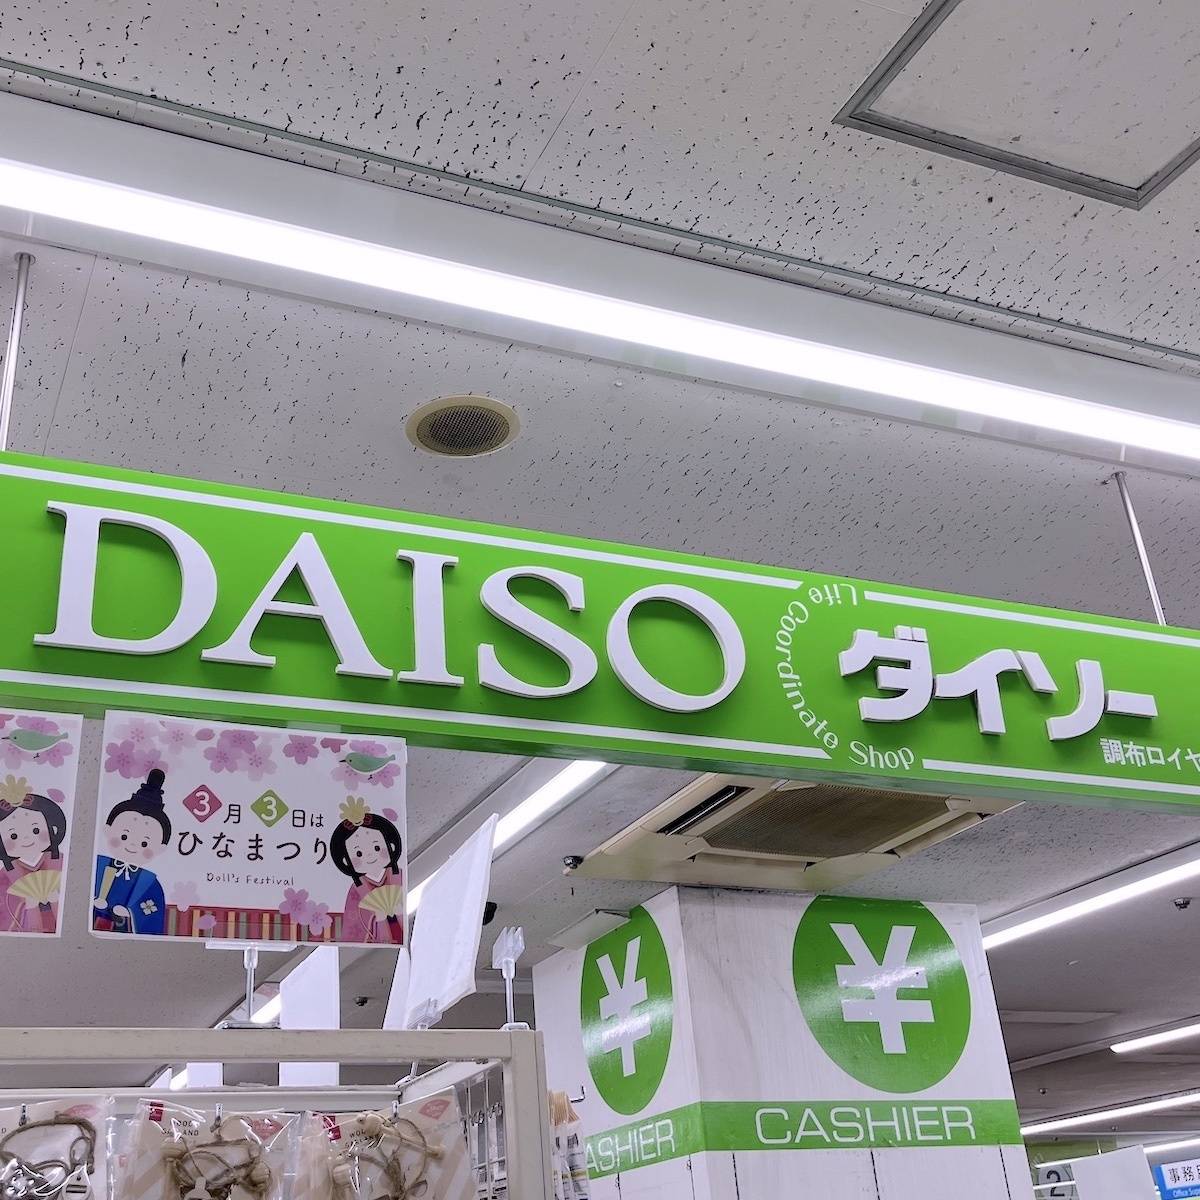 DAISO
Life Coordinate Shop
ダイソー
調布ロイヤ
3月3日は
ひなまつり
Doll's Festival
¥
¥
CASHIER
ASHIER
2